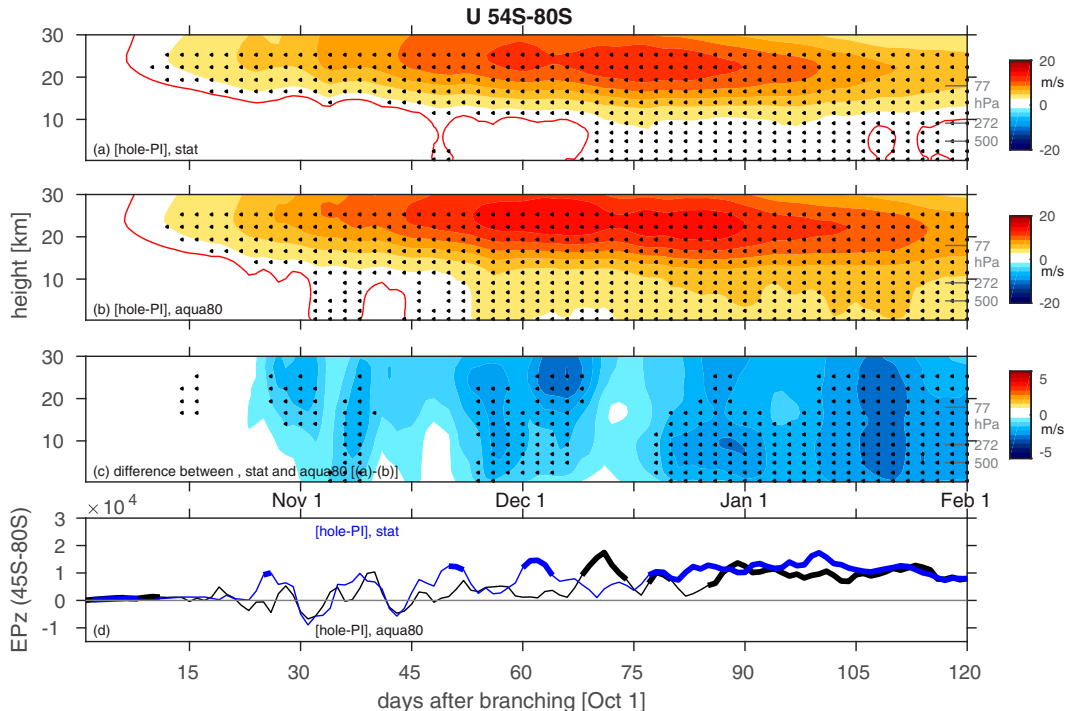 U 54S-80S
30
20
10
77
hPa
272
500
(a) [hole-PI], stat
20
m/s
0
-20
height [km]
30
20
10
77
hPa
272
500
(b) [hole-PI], aqua80
20
m/s
0
-20
30
20
10
77
hPa
272
500
(c) difference between , stat and aqua80 [(a)-(b)]
5
0
m/s
-5
Nov 1 Dec 1 Jan 1 Feb 1
× 10^4
EPz (45S-80S)
3
2
1
0
-1
[hole-PI], stat
(d) [hole-PI], aqua80
15 30 45 60 75 90 105 120
days after branching [Oct 1]